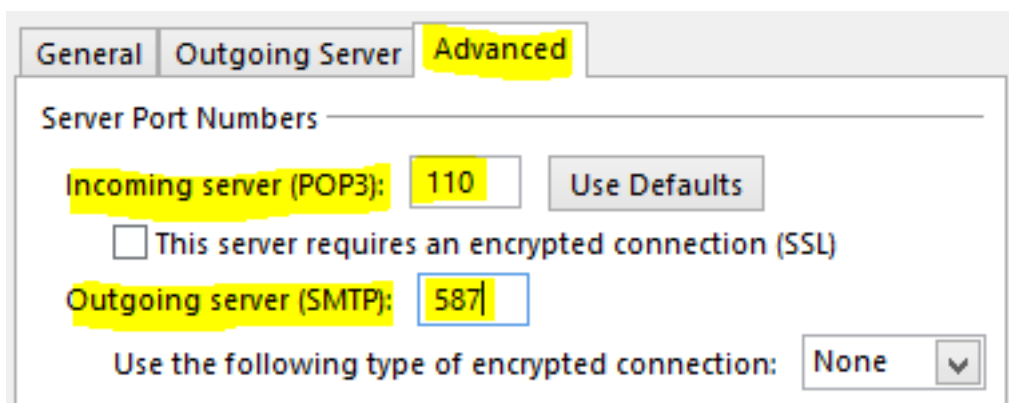 General Outgoing Server Advanced
Server Port Numbers
Incoming server (POP3): 110 Use Defaults
This server requires an encrypted connection (SSL)
Outgoing server (SMTP): 587
Use the following type of encrypted connection: None